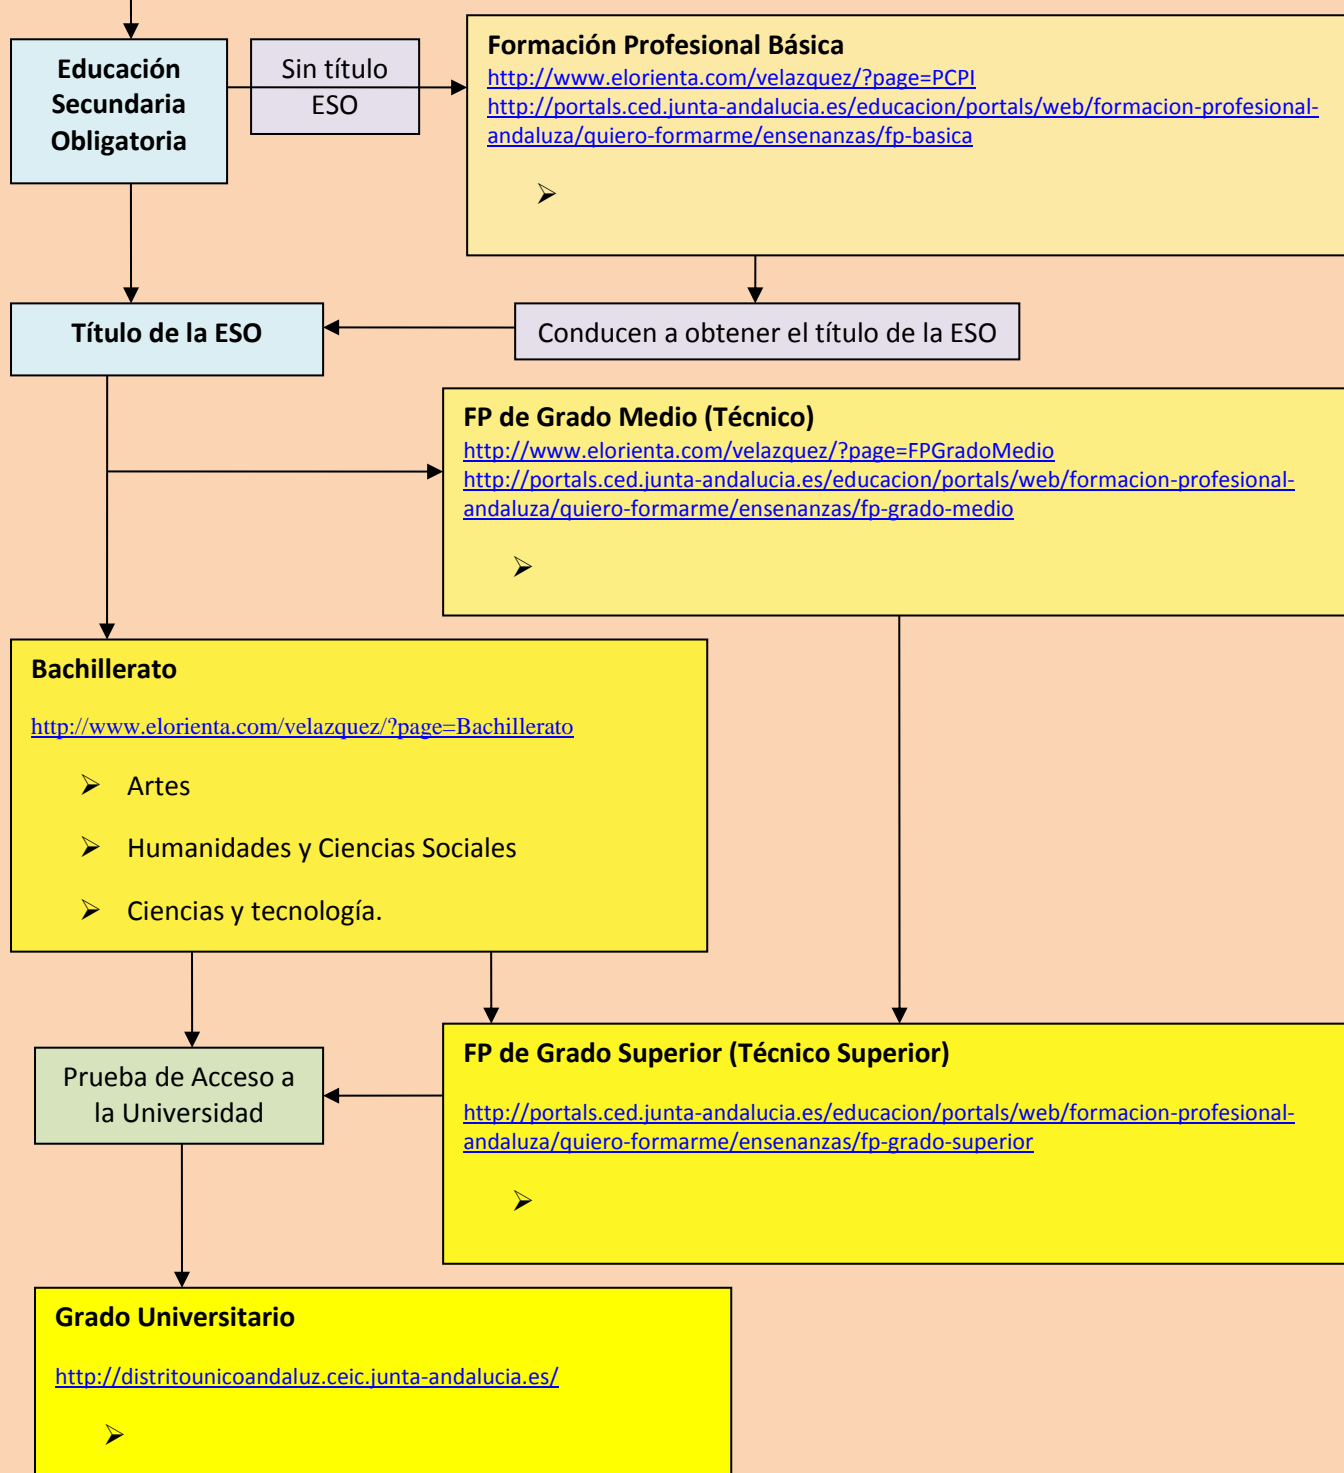 Educación
Secundaria
Obligatoria
Sin título
ESO
Formación Profesional Básica
http://www.elorienta.com/velazquez/?page=PCPI
http://portals.ced.junta-andalucia.es/educacion/portals/web/formacion-profesional-
andaluza/quiero-formarme/ensenanzas/fp-basica
Título de la ESO
Conducen a obtener el título de la ESO
FP de Grado Medio (Técnico)
http://www.elorienta.com/velazquez/?page=FPGradoMedio
http://portals.ced.junta-andalucia.es/educacion/portals/web/formacion-profesional-
andaluza/quiero-formarme/ensenanzas/fp-grado-medio
Bachillerato
http://www.elorienta.com/velazquez/?page=Bachillerato
➢ Artes
➢ Humanidades y Ciencias Sociales
➢ Ciencias y tecnología.
Prueba de Acceso a
la Universidad
FP de Grado Superior (Técnico Superior)
http://portals.ced.junta-andalucia.es/educacion/portals/web/formacion-profesional-
andaluza/quiero-formarme/ensenanzas/fp-grado-superior
Grado Universitario
http://distritounicoandaluz.ceic.junta-andalucia.es/